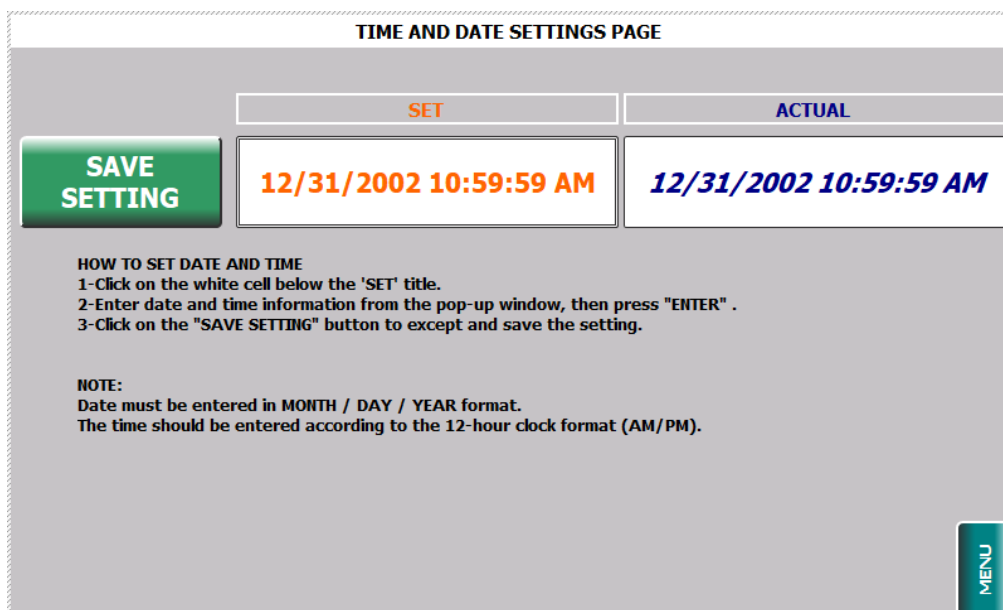 TIME AND DATE SETTINGS PAGE
SET
ACTUAL
SAVE
SETTING
12/31/2002 10:59:59 AM
12/31/2002 10:59:59 AM
HOW TO SET DATE AND TIME
1-Click on the white cell below the 'SET' title.
2-Enter date and time information from the pop-up window, then press "ENTER" .
3-Click on the "SAVE SETTING" button to except and save the setting.
NOTE:
Date must be entered in MONTH / DAY / YEAR format.
The time should be entered according to the 12-hour clock format (AM/PM).
MENU